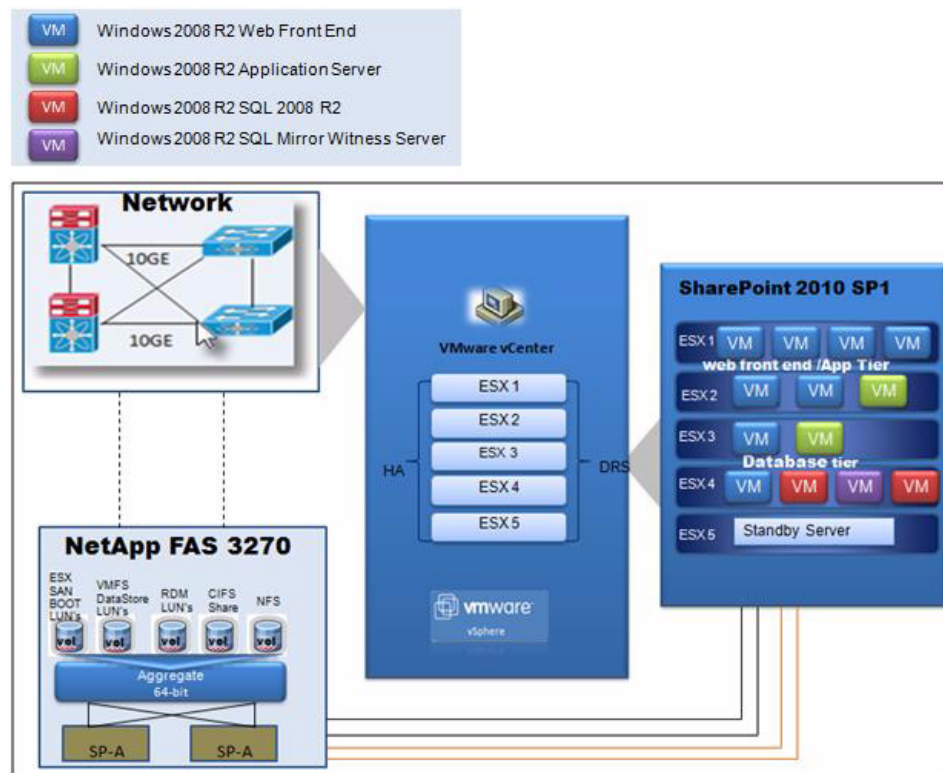 VM Windows 2008 R2 Web Front End
VM Windows 2008 R2 Application Server
VM Windows 2008 R2 SQL 2008 R2
VM Windows 2008 R2 SQL Mirror Witness Server
Network
10GE
10GE
VMware vCenter
ESX 1
ESX 2
ESX 3
ESX 4
ESX 5
HA
DRS
vmware
vSphere
SharePoint 2010 SP1
ESX 1 VM VM VM VM
web front end /App Tier
ESX 2 VM VM VM
ESX 3 VM VM
Database tier
ESX 4 VM VM VM VM
ESX 5 Standby Server
NetApp FAS 3270
ESX
SAN
BOOT
LUN's
VMFS
DataStore
LUN's
RDM
LUN's
CIFS
Share
NFS
vol vol vol vol vol
Aggregate
64-bit
SP-A SP-A